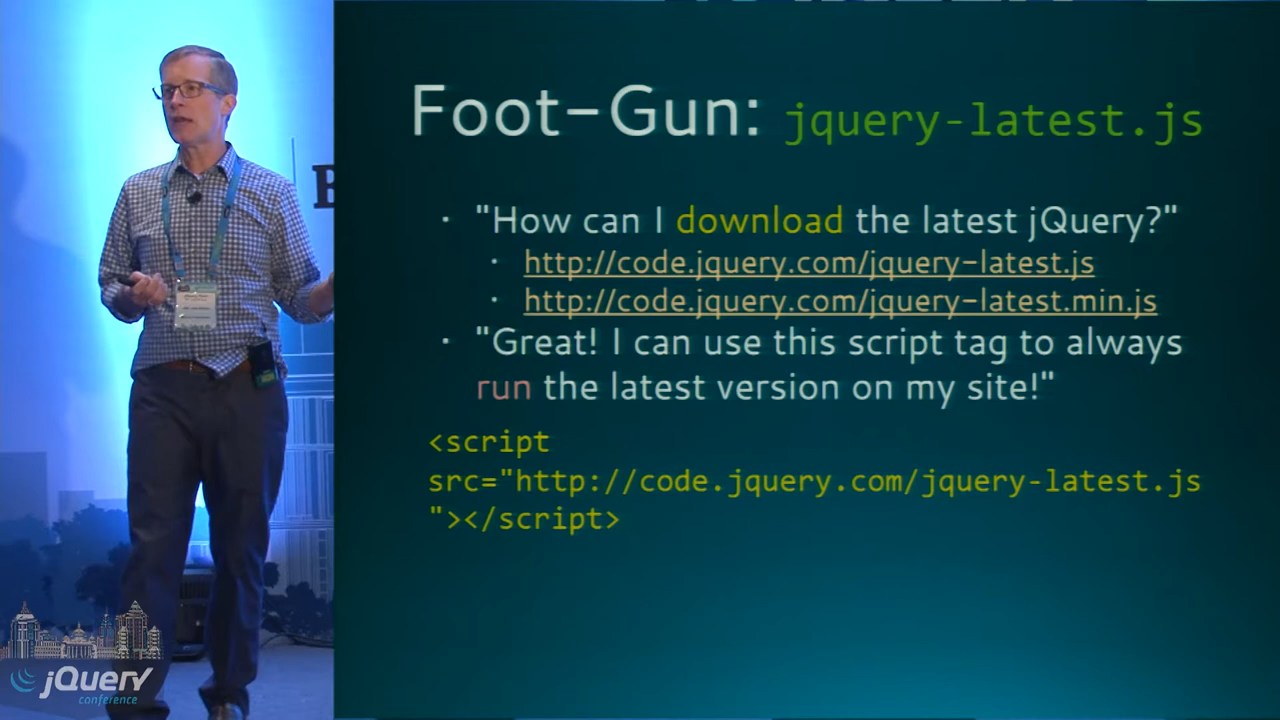 Foot-Gun: jquery-latest.js
· "How can I download the latest jQuery?"
· http://code.jquery.com/jquery-latest.js
· http://code.jquery.com/jquery-latest.min.js
· "Great! I can use this script tag to always
run the latest version on my site!"
<script
src="http://code.jquery.com/jquery-latest.js
"></script>
jQuery
conference